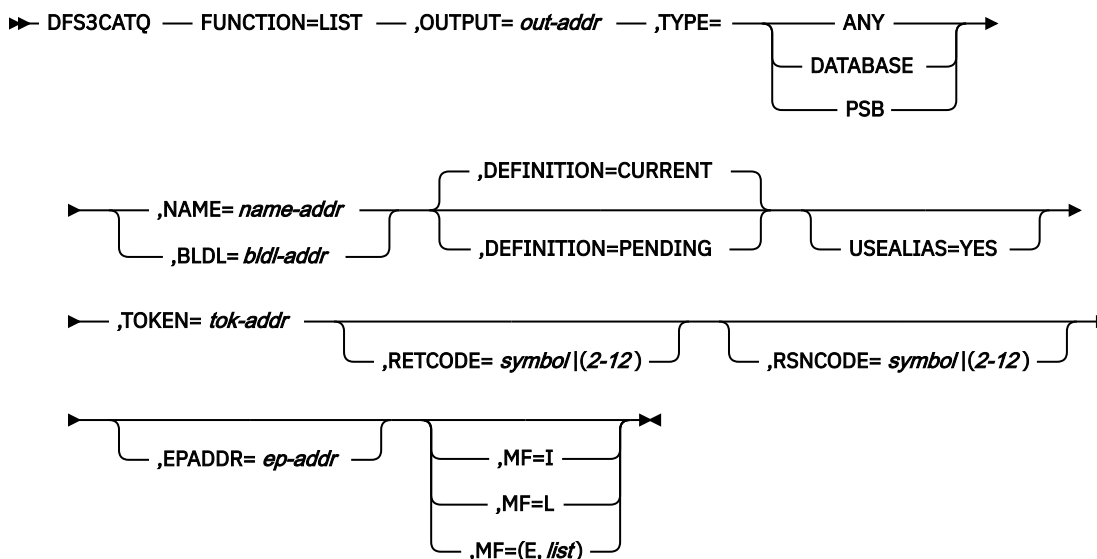 DFS3CATQ FUNCTION=LIST ,OUTPUT= out-addr ,TYPE= ANY
DATABASE
PSB
,NAME= name-addr
,BLDL= bldl-addr
,DEFINITION=CURRENT
,DEFINITION=PENDING
USEALIAS=YES
,TOKEN= tok-addr
,RETCODE= symbol|(2-12)
,RSNCODE= symbol|(2-12)
,EPADDR= ep-addr
,MF=I
,MF=L
,MF=(E, list)